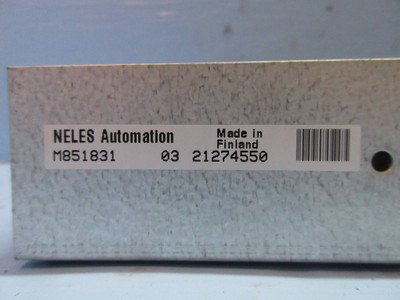 NELES Automation Made in
Finland
M851831 03 21274550